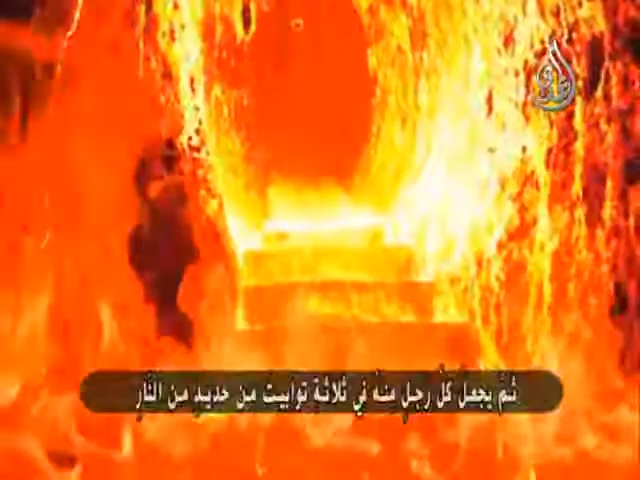 ثم يجعل كل رجل منه في ثلاثة توابيت من حديد من النار